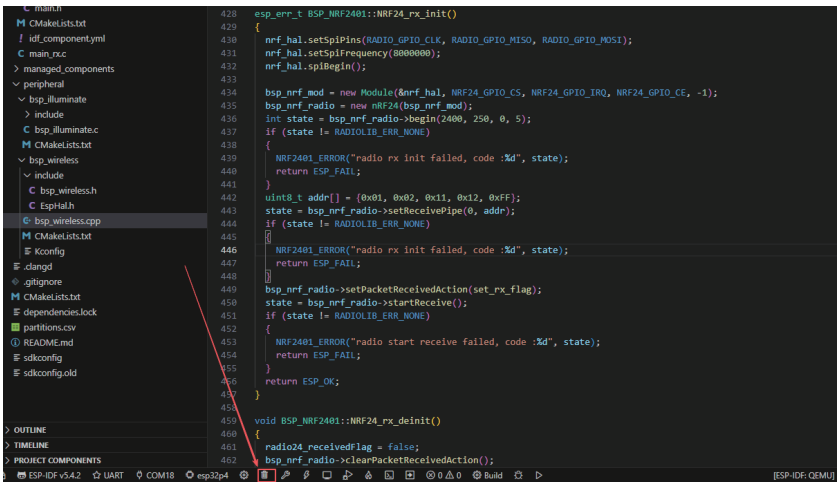 main.h
M CMakeLists.txt
! idf_component.yml
C main_rx.c
> managed_components
∨ peripheral
∨ bsp_illuminate
> include
C bsp_illuminate.c
M CMakeLists.txt
∨ bsp_wireless
∨ include
C bsp_wireless.h
C EspHal.h
C+ bsp_wireless.cpp
M CMakeLists.txt
≡ Kconfig
≡ .clangd
.gitignore
M CMakeLists.txt
≡ dependencies.lock
partitions.csv
README.md
≡ sdkconfig
≡ sdkconfig.old
> OUTLINE
> TIMELINE
> PROJECT COMPONENTS
428 esp_err_t BSP_NRF2401::NRF24_rx_init()
429 {
430 nrf_hal.setSpiPins(RADIO_GPIO_CLK, RADIO_GPIO_MISO, RADIO_GPIO_MOSI);
431 nrf_hal.setSpiFrequency(8000000);
432 nrf_hal.spiBegin();
433
434 bsp_nrf_mod = new Module(&nrf_hal, NRF24_GPIO_CS, NRF24_GPIO_IRQ, NRF24_GPIO_CE, -1);
435 bsp_nrf_radio = new nRF24(bsp_nrf_mod);
436 int state = bsp_nrf_radio->begin(2400, 250, 0, 5);
437 if (state != RADIOLIB_ERR_NONE)
438 {
439 NRF2401_ERROR("radio rx init failed, code :%d", state);
440 return ESP_FAIL;
441 }
442 uint8_t addr[] = {0x01, 0x02, 0x11, 0x12, 0xFF};
443 state = bsp_nrf_radio->setReceivePipe(0, addr);
444 if (state != RADIOLIB_ERR_NONE)
445 {
446 NRF2401_ERROR("radio rx init failed, code :%d", state);
447 return ESP_FAIL;
448 }
449 bsp_nrf_radio->setPacketReceivedAction(set_rx_flag);
450 state = bsp_nrf_radio->startReceive();
451 if (state != RADIOLIB_ERR_NONE)
452 {
453 NRF2401_ERROR("radio start receive failed, code :%d", state);
454 return ESP_FAIL;
455 }
456 return ESP_OK;
457 }
458
459 void BSP_NRF2401::NRF24_rx_deinit()
460 {
461 radio24_receivedFlag = false;
462 bsp_nrf_radio->clearPacketReceivedAction();
ESP-IDF v5.4.2 UART COM18 esp32p4 0 0 Build [ESP-IDF: QEMU]